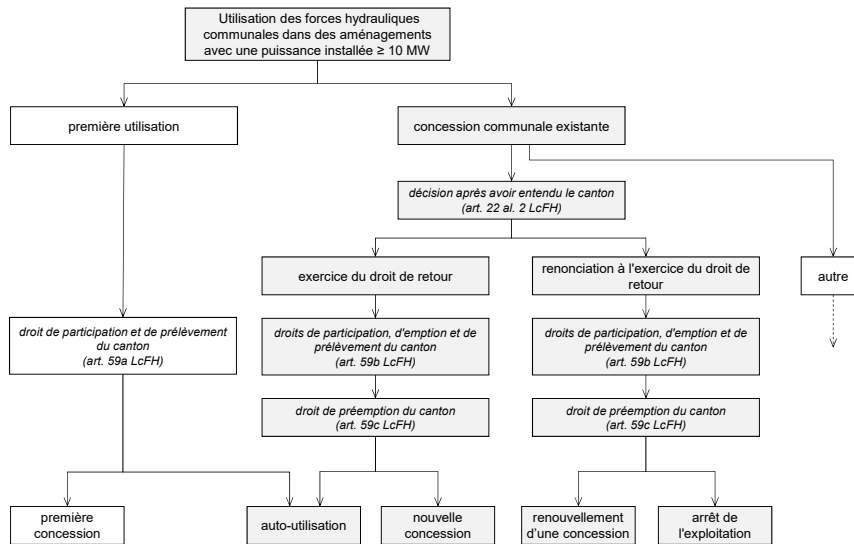 Utilisation des forces hydrauliques
communales dans des aménagements
avec une puissance installée ≥ 10 MW
première utilisation
concession communale existante
décision après avoir entendu le canton
(art. 22 al. 2 LcFH)
exercice du droit de retour
renonciation à l'exercice du droit de
retour
autre
droit de participation et de prélèvement
du canton
(art. 59a LcFH)
droits de participation, d'emption et de
prélèvement du canton
(art. 59b LcFH)
droits de participation, d'emption et de
prélèvement du canton
(art. 59b LcFH)
droit de préemption du canton
(art. 59c LcFH)
droit de préemption du canton
(art. 59c LcFH)
première
concession
auto-utilisation
nouvelle
concession
renouvellement
d'une concession
arrêt de
l'exploitation